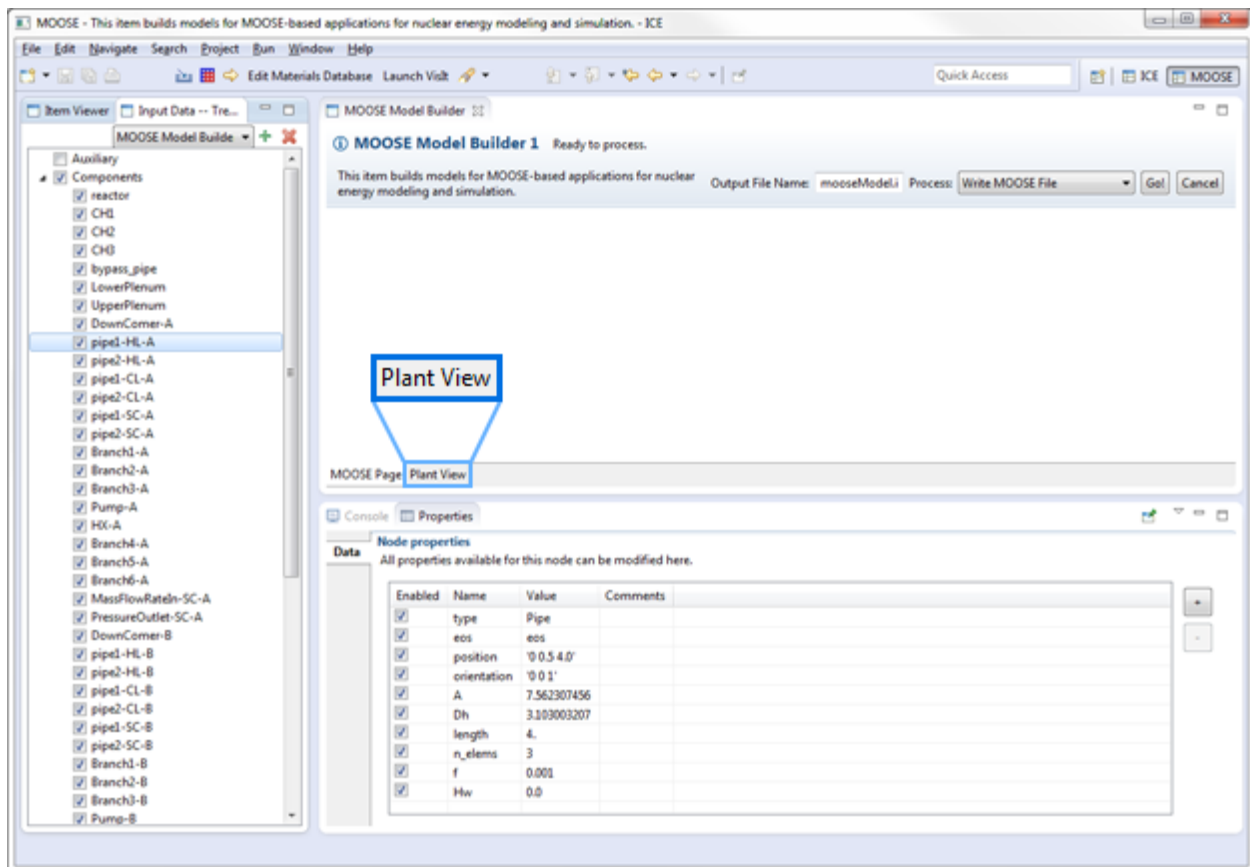 MOOSE - This item builds models for MOOSE-based applications for nuclear energy modeling and simulation. - ICE
File Edit Navigate Search Project Run Window Help
Edit Materials Database Launch VisIt Quick Access ICE MOOSE
Item Viewer Input Data -- Tre...
MOOSE Model Builde
Auxiliary
Components
reactor
CH1
CH2
CH3
bypass_pipe
LowerPlenum
UpperPlenum
DownComer-A
pipe1-HL-A
pipe2-HL-A
pipe1-CL-A
pipe2-CL-A
pipe1-SC-A
pipe2-SC-A
Branch1-A
Branch2-A
Branch3-A
Pump-A
HX-A
Branch4-A
Branch5-A
Branch6-A
MassFlowRateIn-SC-A
PressureOutlet-SC-A
DownComer-B
pipe1-HL-B
pipe2-HL-B
pipe1-CL-B
pipe2-CL-B
pipe1-SC-B
pipe2-SC-B
Branch1-B
Branch2-B
Branch3-B
Pump-B
MOOSE Model Builder
MOOSE Model Builder 1 Ready to process.
This item builds models for MOOSE-based applications for nuclear
energy modeling and simulation.
Output File Name: mooseModel.i Process: Write MOOSE File Go! Cancel
Plant View
MOOSE Page Plant View
Console Properties
Data
Node properties
All properties available for this node can be modified here.
Enabled Name Value Comments
type Pipe
eos eos
position '0 0.5 4.0'
orientation '0 0 1'
A 7.562307456
Dh 3.103003207
length 4.
n_elems 3
f 0.001
Hw 0.0